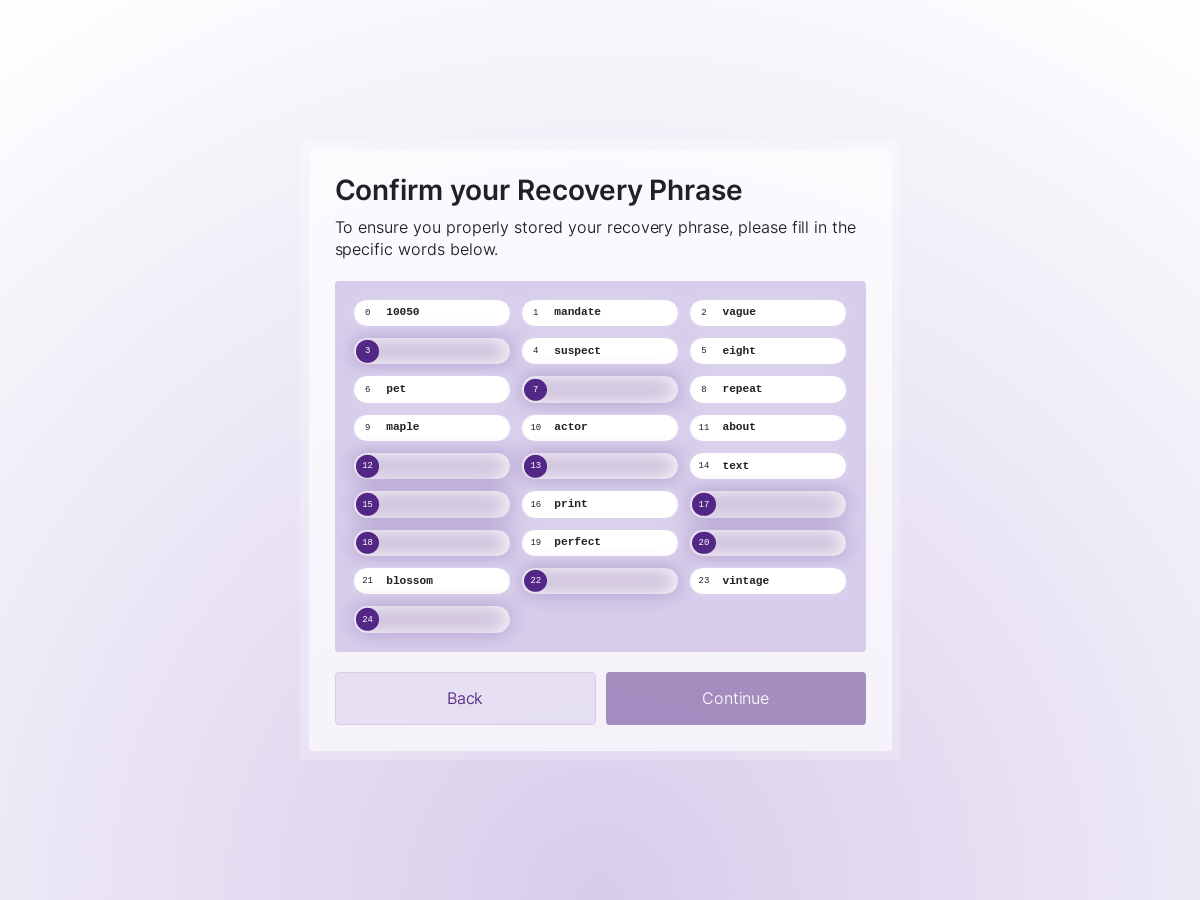 Confirm your Recovery Phrase
To ensure you properly stored your recovery phrase, please fill in the
specific words below.
0 10050 1 mandate 2 vague
3 4 suspect 5 eight
6 pet 7 8 repeat
9 maple 10 actor 11 about
12 13 14 text
15 16 print 17
18 19 perfect 20
21 blossom 22 23 vintage
24
Back Continue